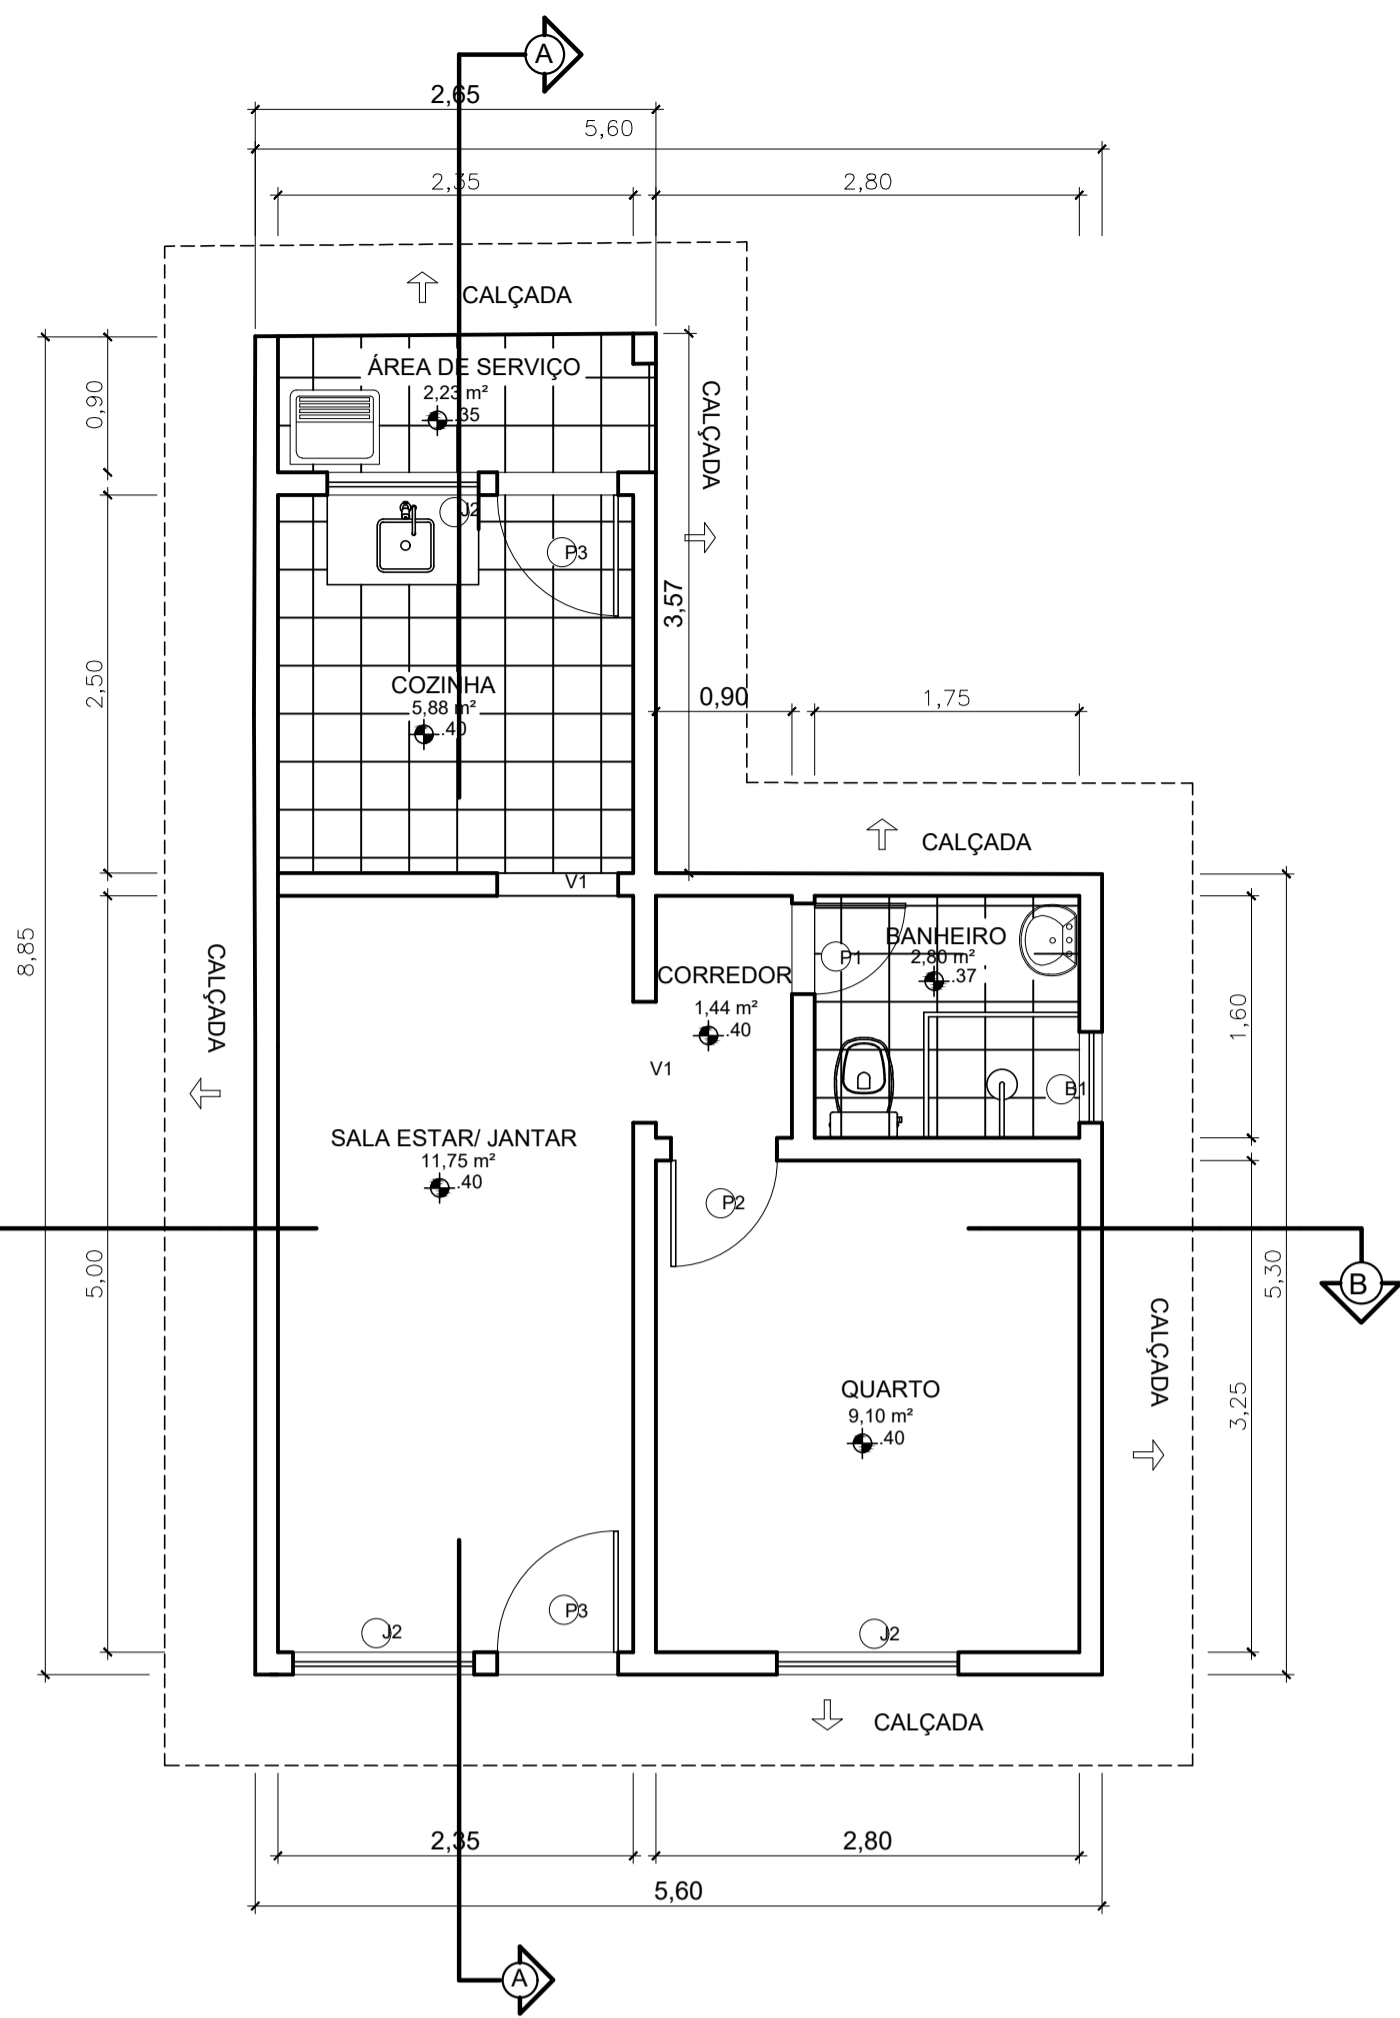 A
2,65
5,60
2,35
2,80
CALÇADA
ÁREA DE SERVIÇO
2,23 m²
.35
0,90
CALÇADA
J2
P3
3,57
2,50
COZINHA
5,88 m²
.40
0,90
1,75
CALÇADA
V1
8,85
CALÇADA
BANHEIRO
2,80 m²
.37
P1
CORREDOR
1,44 m²
.40
1,60
V1
B1
SALA ESTAR/ JANTAR
11,75 m²
.40
P2
5,00
5,30
B
CALÇADA
QUARTO
9,10 m²
.40
3,25
P3
J2
J2
CALÇADA
2,35
2,80
5,60
A